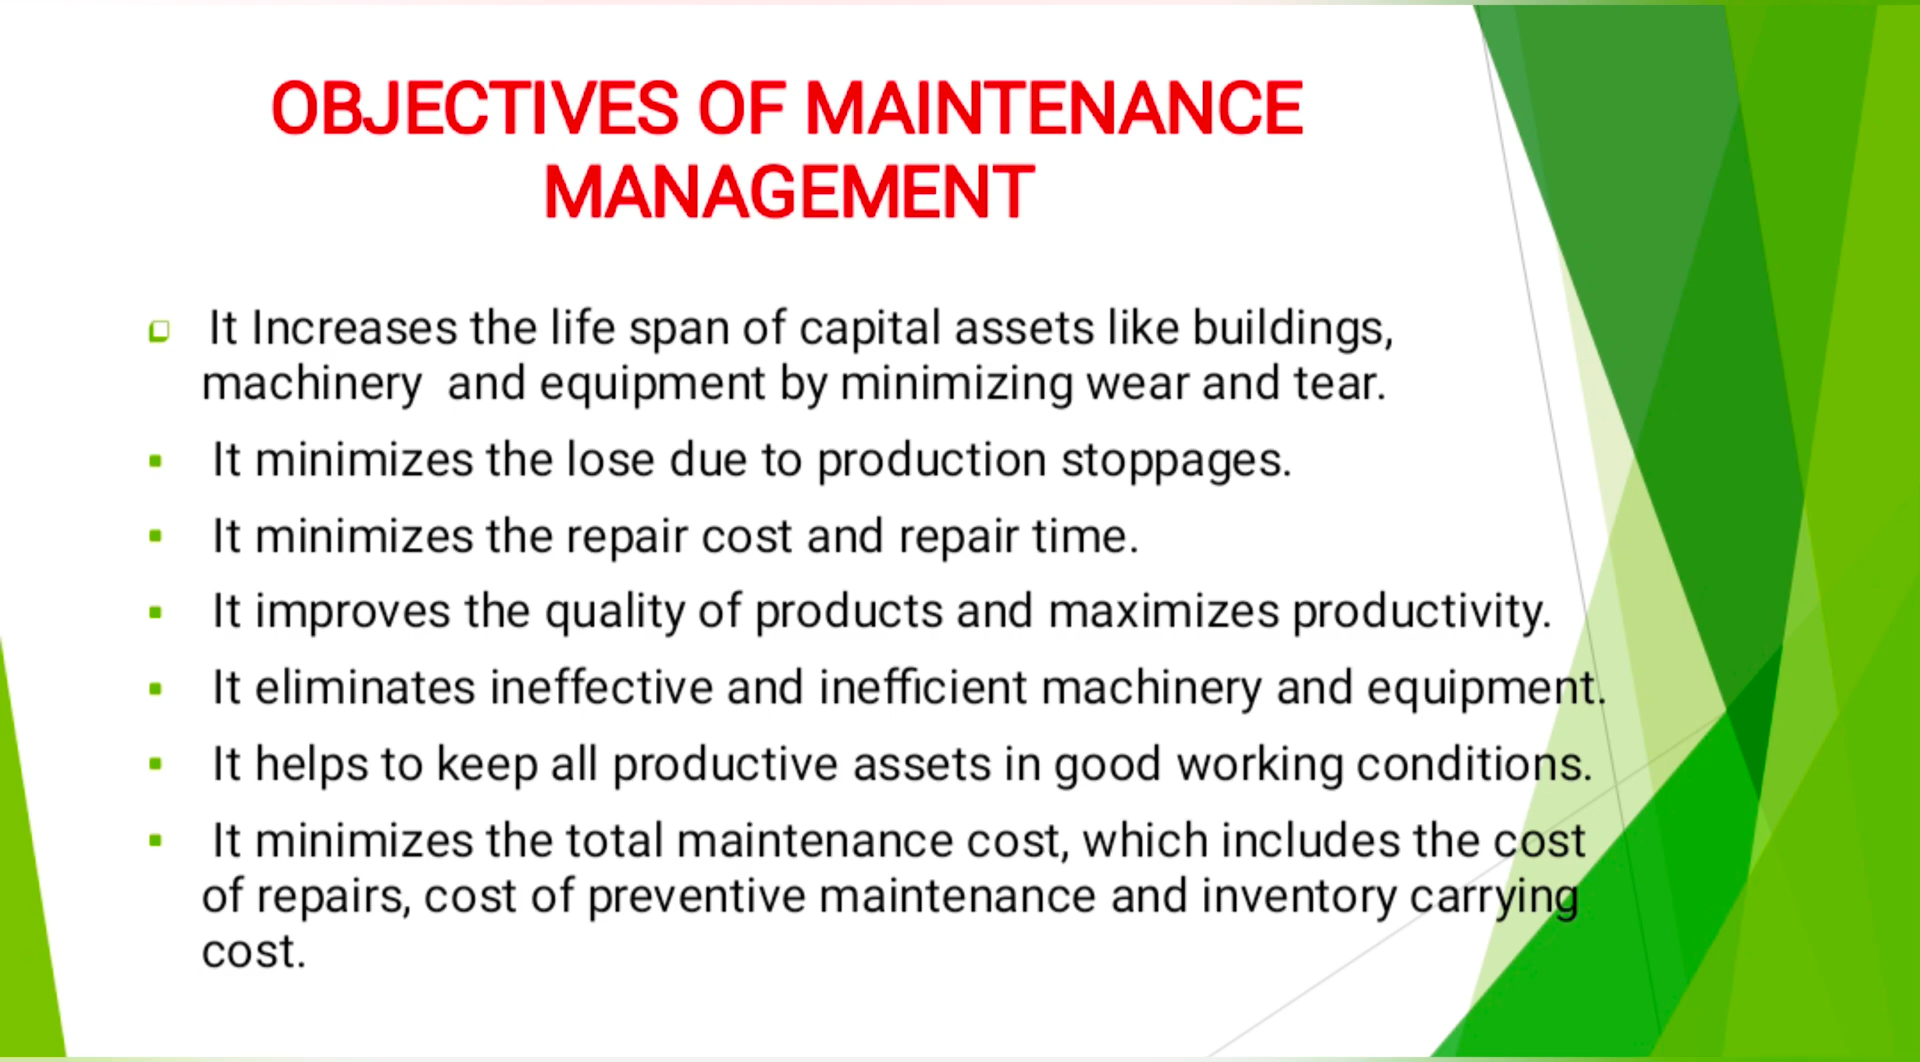 OBJECTIVES OF MAINTENANCE
MANAGEMENT
It Increases the life span of capital assets like buildings,
machinery  and equipment by minimizing wear and tear.
It minimizes the lose due to production stoppages.
It minimizes the repair cost and repair time.
It improves the quality of products and maximizes productivity.
It eliminates ineffective and inefficient machinery and equipment.
It helps to keep all productive assets in good working conditions.
It minimizes the total maintenance cost, which includes the cost
of repairs, cost of preventive maintenance and inventory carrying
cost.